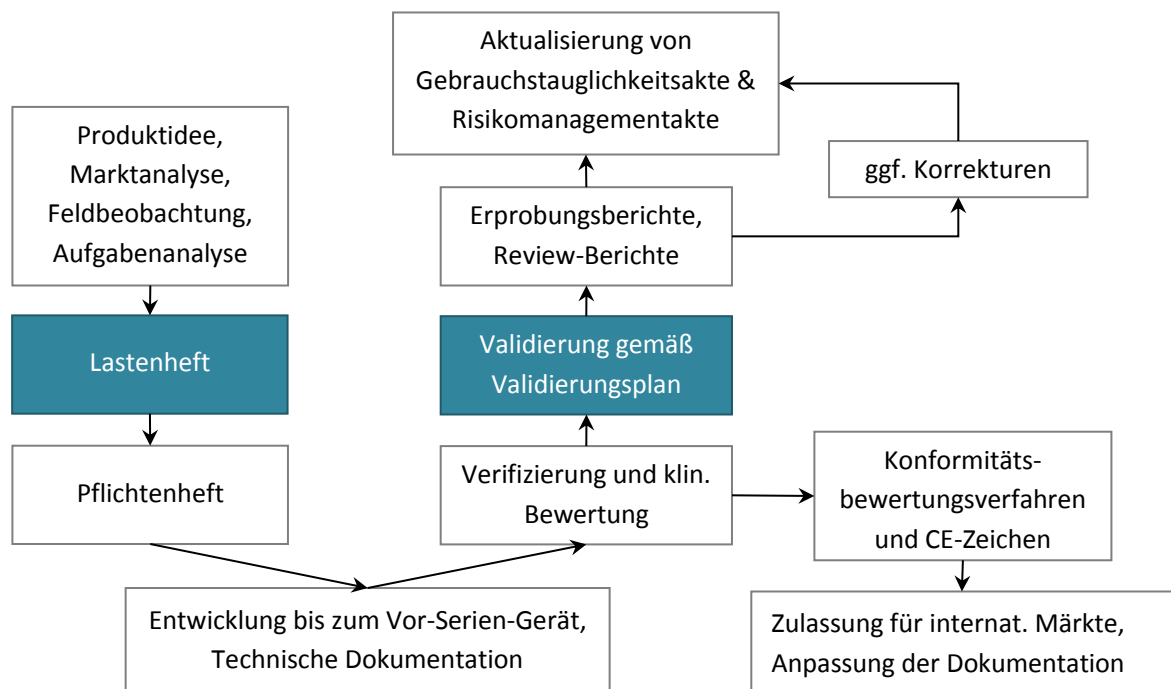 Produktidee,
Marktanalyse,
Feldbeobachtung,
Aufgabenanalyse
Lastenheft
Pflichtenheft
Entwicklung bis zum Vor-Serien-Gerät,
Technische Dokumentation
Verifizierung und klin.
Bewertung
Validierung gemäß
Validierungsplan
Erprobungsberichte,
Review-Berichte
Aktualisierung von
Gebrauchstauglichkeitsakte &
Risikomanagementakte
ggf. Korrekturen
Konformitäts-
bewertungsverfahren
und CE-Zeichen
Zulassung für internat. Märkte,
Anpassung der Dokumentation